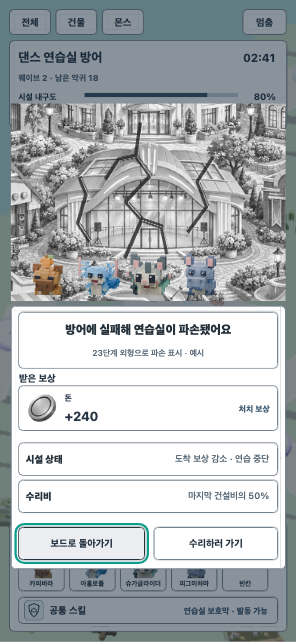 전체
건물
몬스
멈춤
댄스 연습실 방어
02:41
웨이브 2 · 남은 악귀 18
시설 내구도
80%
방어에 실패해 연습실이 파손됐어요
23단계 외형으로 파손 표시 · 예시
받은 보상
돈
+240
처치 보상
시설 상태
도착 보상 감소 · 연습 중단
수리비
마지막 건설비의 50%
보드로 돌아가기
수리하러 가기
카피바라
아홀로틀
슈가글라이더
피그미하마
빈칸
공통 스킬
연습실 보호막 · 발동 가능